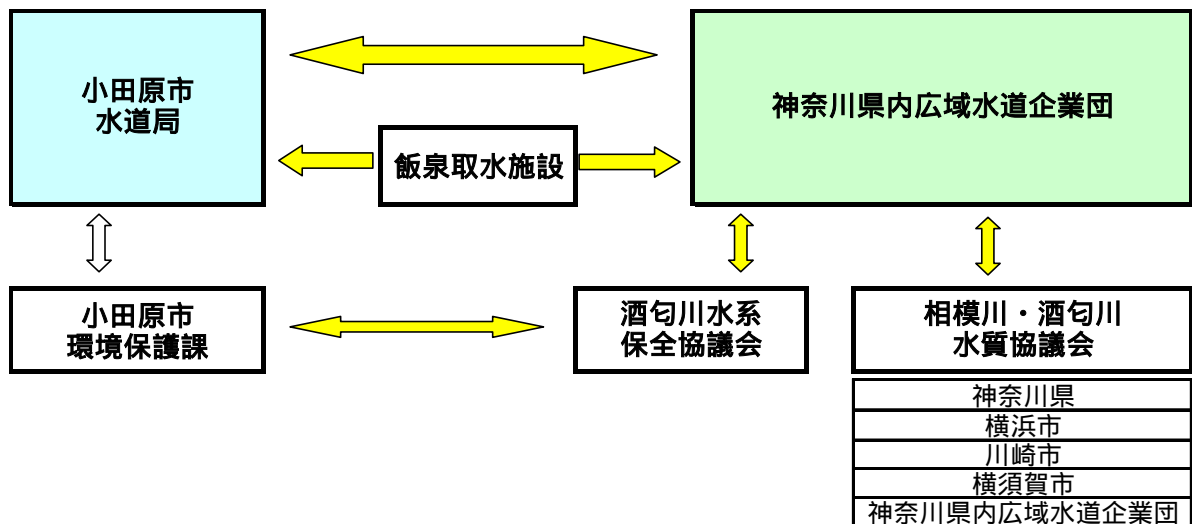 小田原市
水道局
神奈川県内広域水道企業団
飯泉取水施設
小田原市
環境保護課
酒匂川水系
保全協議会
相模川・酒匂川
水質協議会
神奈川県
横浜市
川崎市
横須賀市
神奈川県内広域水道企業団